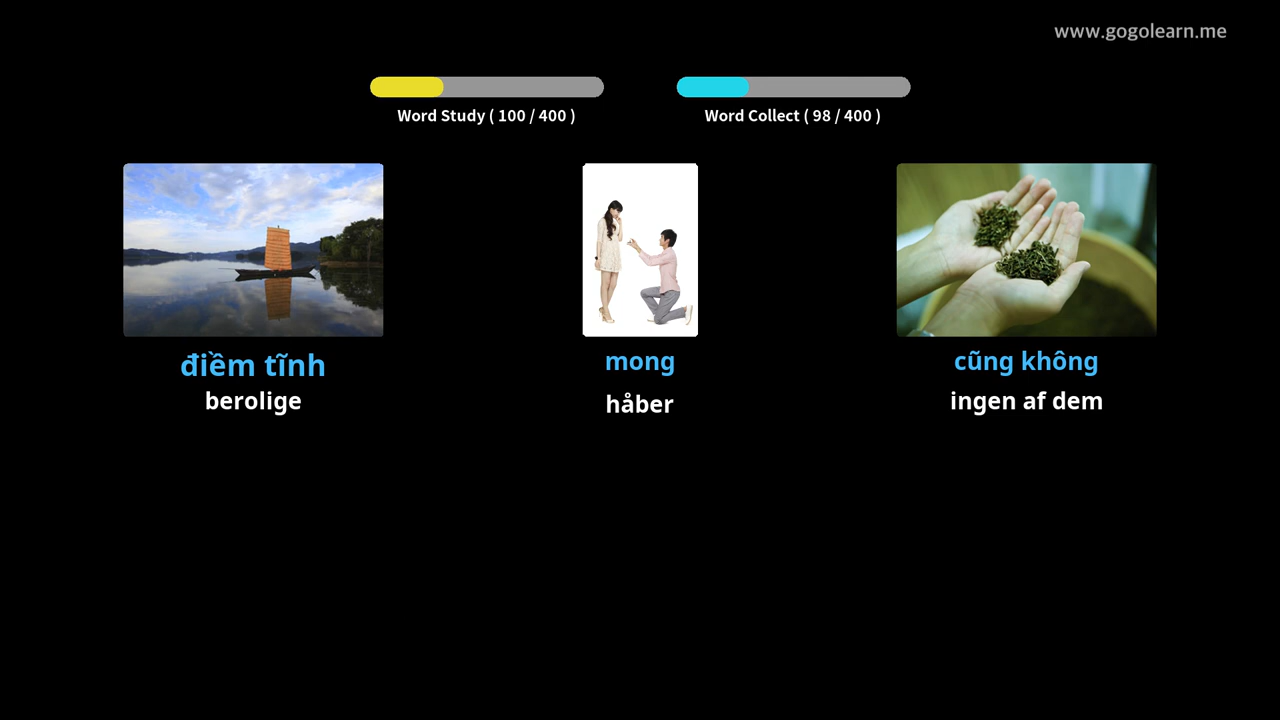 www.gogolearn.me
Word Study ( 100 / 400 )
Word Collect ( 98 / 400 )
điềm tĩnh
berolige
mong
håber
cũng không
ingen af dem